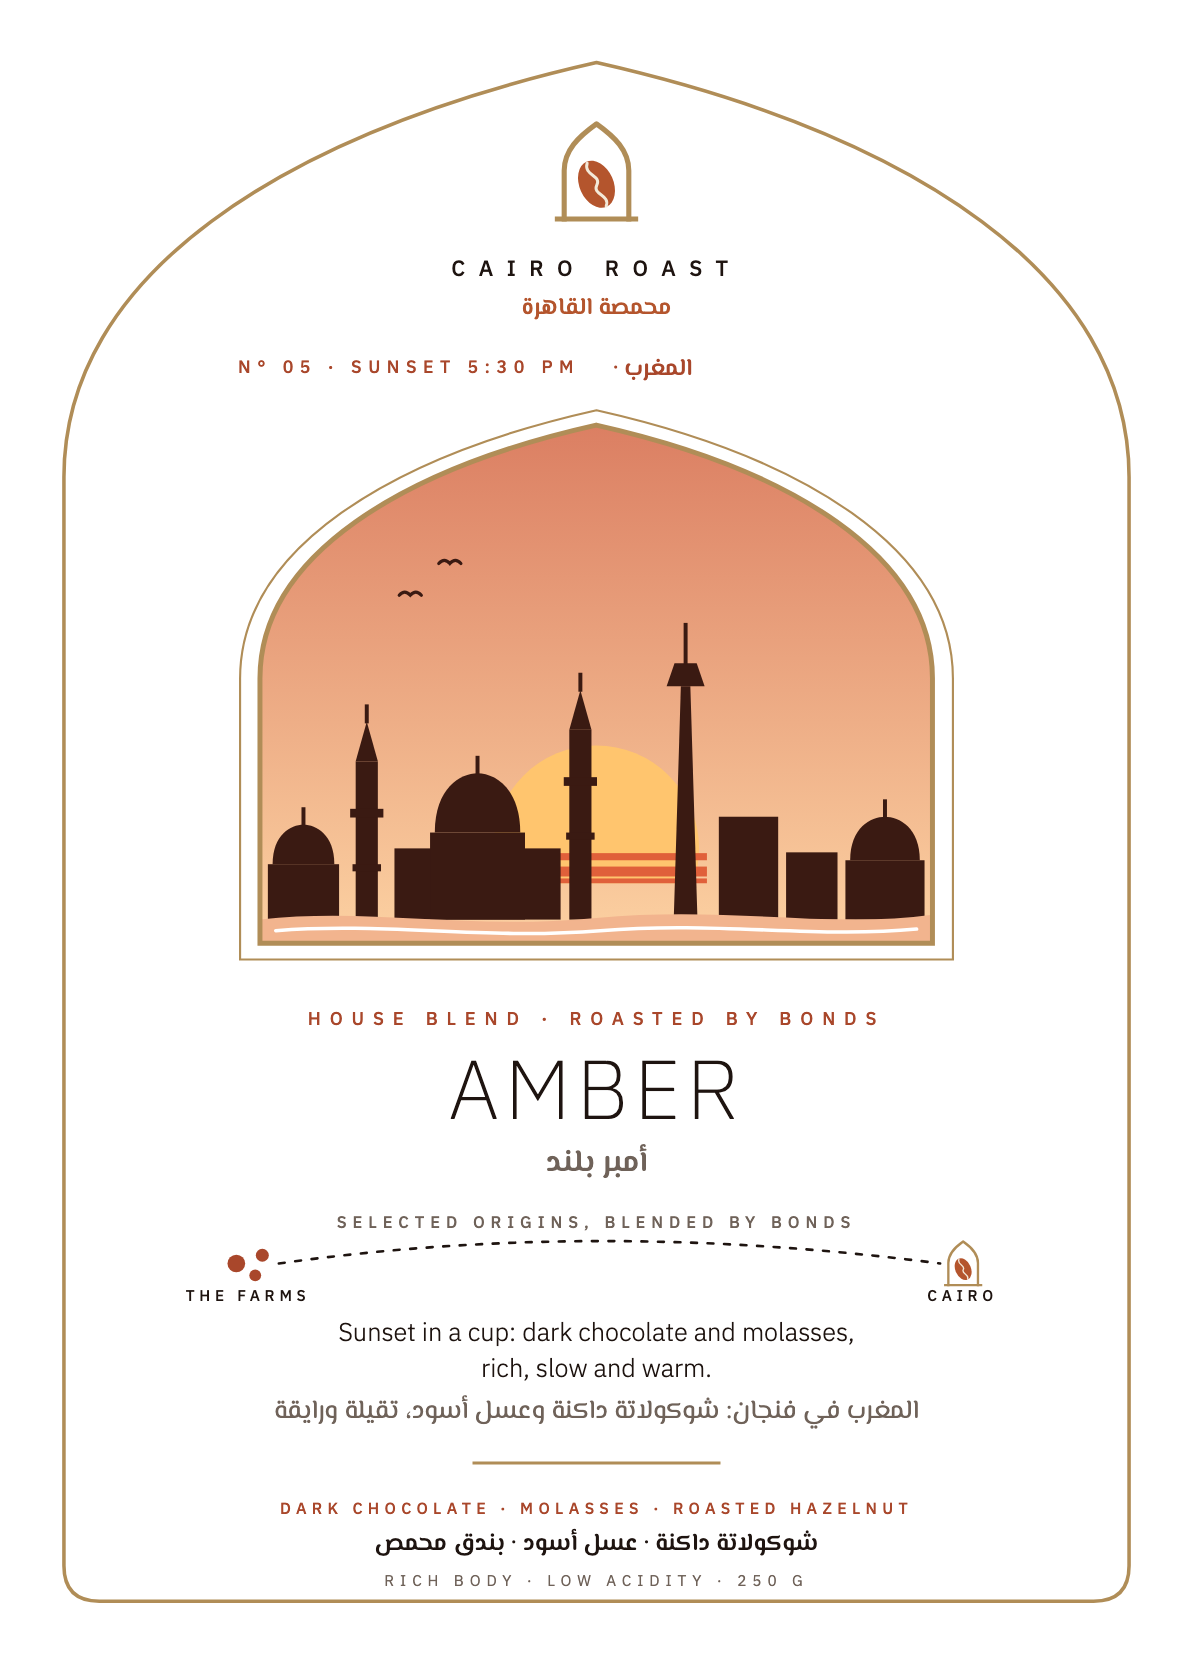 CAIRO ROAST
محمصة القاهرة
N° 05 · SUNSET 5:30 PM · المغرب
HOUSE BLEND · ROASTED BY BONDS
AMBER
أمبر بلند
SELECTED ORIGINS, BLENDED BY BONDS
THE FARMS
CAIRO
Sunset in a cup: dark chocolate and molasses,
rich, slow and warm.
المغرب في فنجان: شوكولاتة داكنة وعسل أسود، تقيلة ورايقة
DARK CHOCOLATE · MOLASSES · ROASTED HAZELNUT
شوكولاتة داكنة · عسل أسود · بندق محمص
RICH BODY · LOW ACIDITY · 250 G